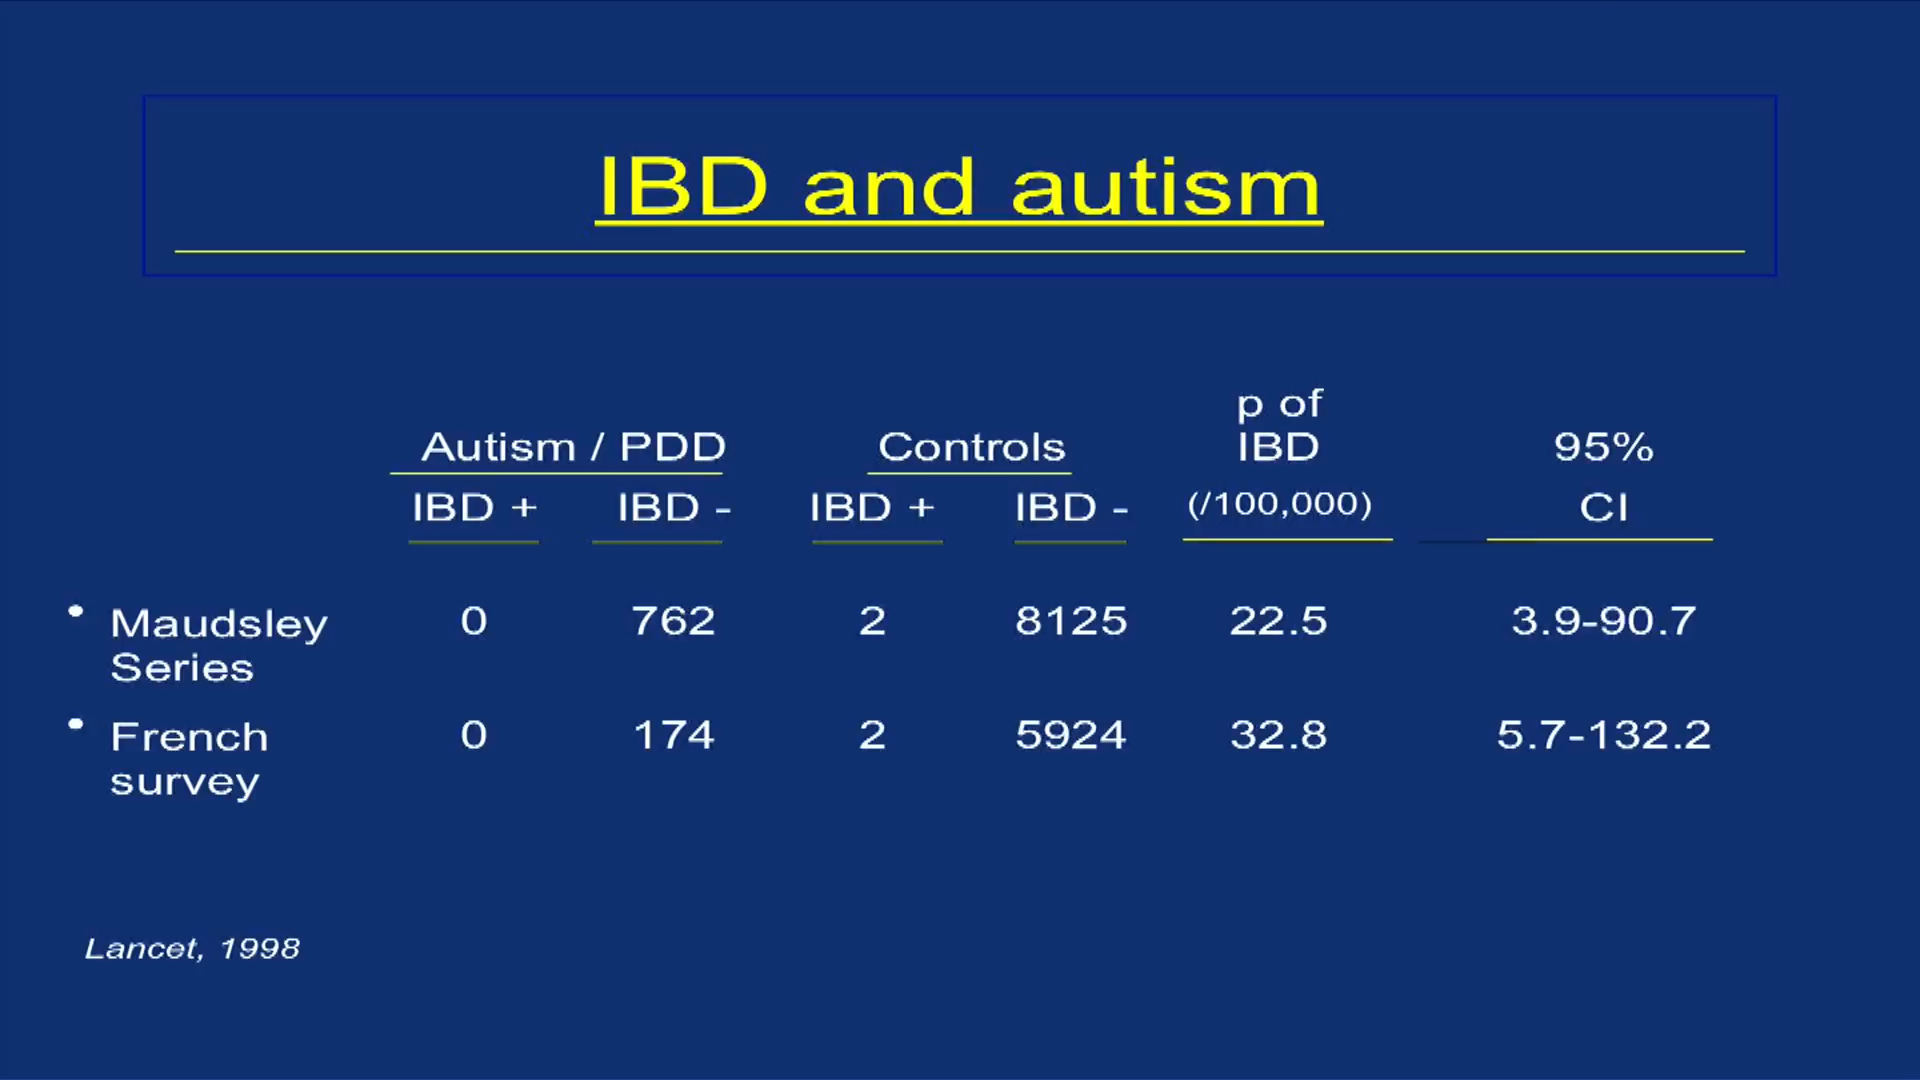 IBD and autism
p of
Autism / PDD Controls IBD 95%
IBD + IBD - IBD + IBD - (/100,000) CI
• Maudsley 0 762 2 8125 22.5 3.9-90.7
Series
• French 0 174 2 5924 32.8 5.7-132.2
survey
Lancet, 1998